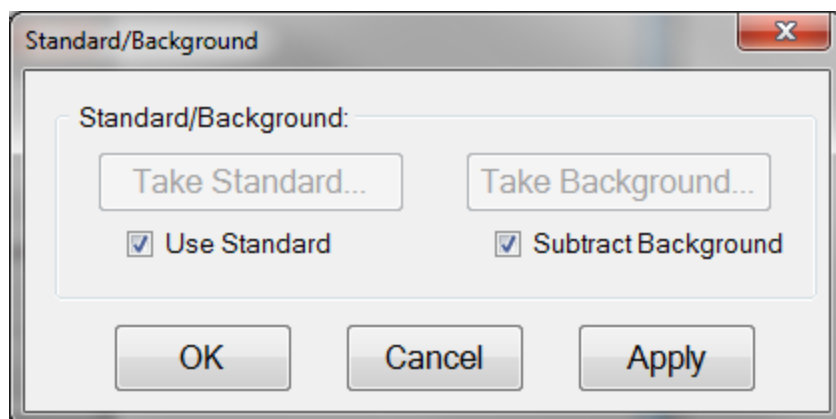 Standard/Background
Standard/Background:
Take Standard... Take Background...
Use Standard Subtract Background
OK Cancel Apply